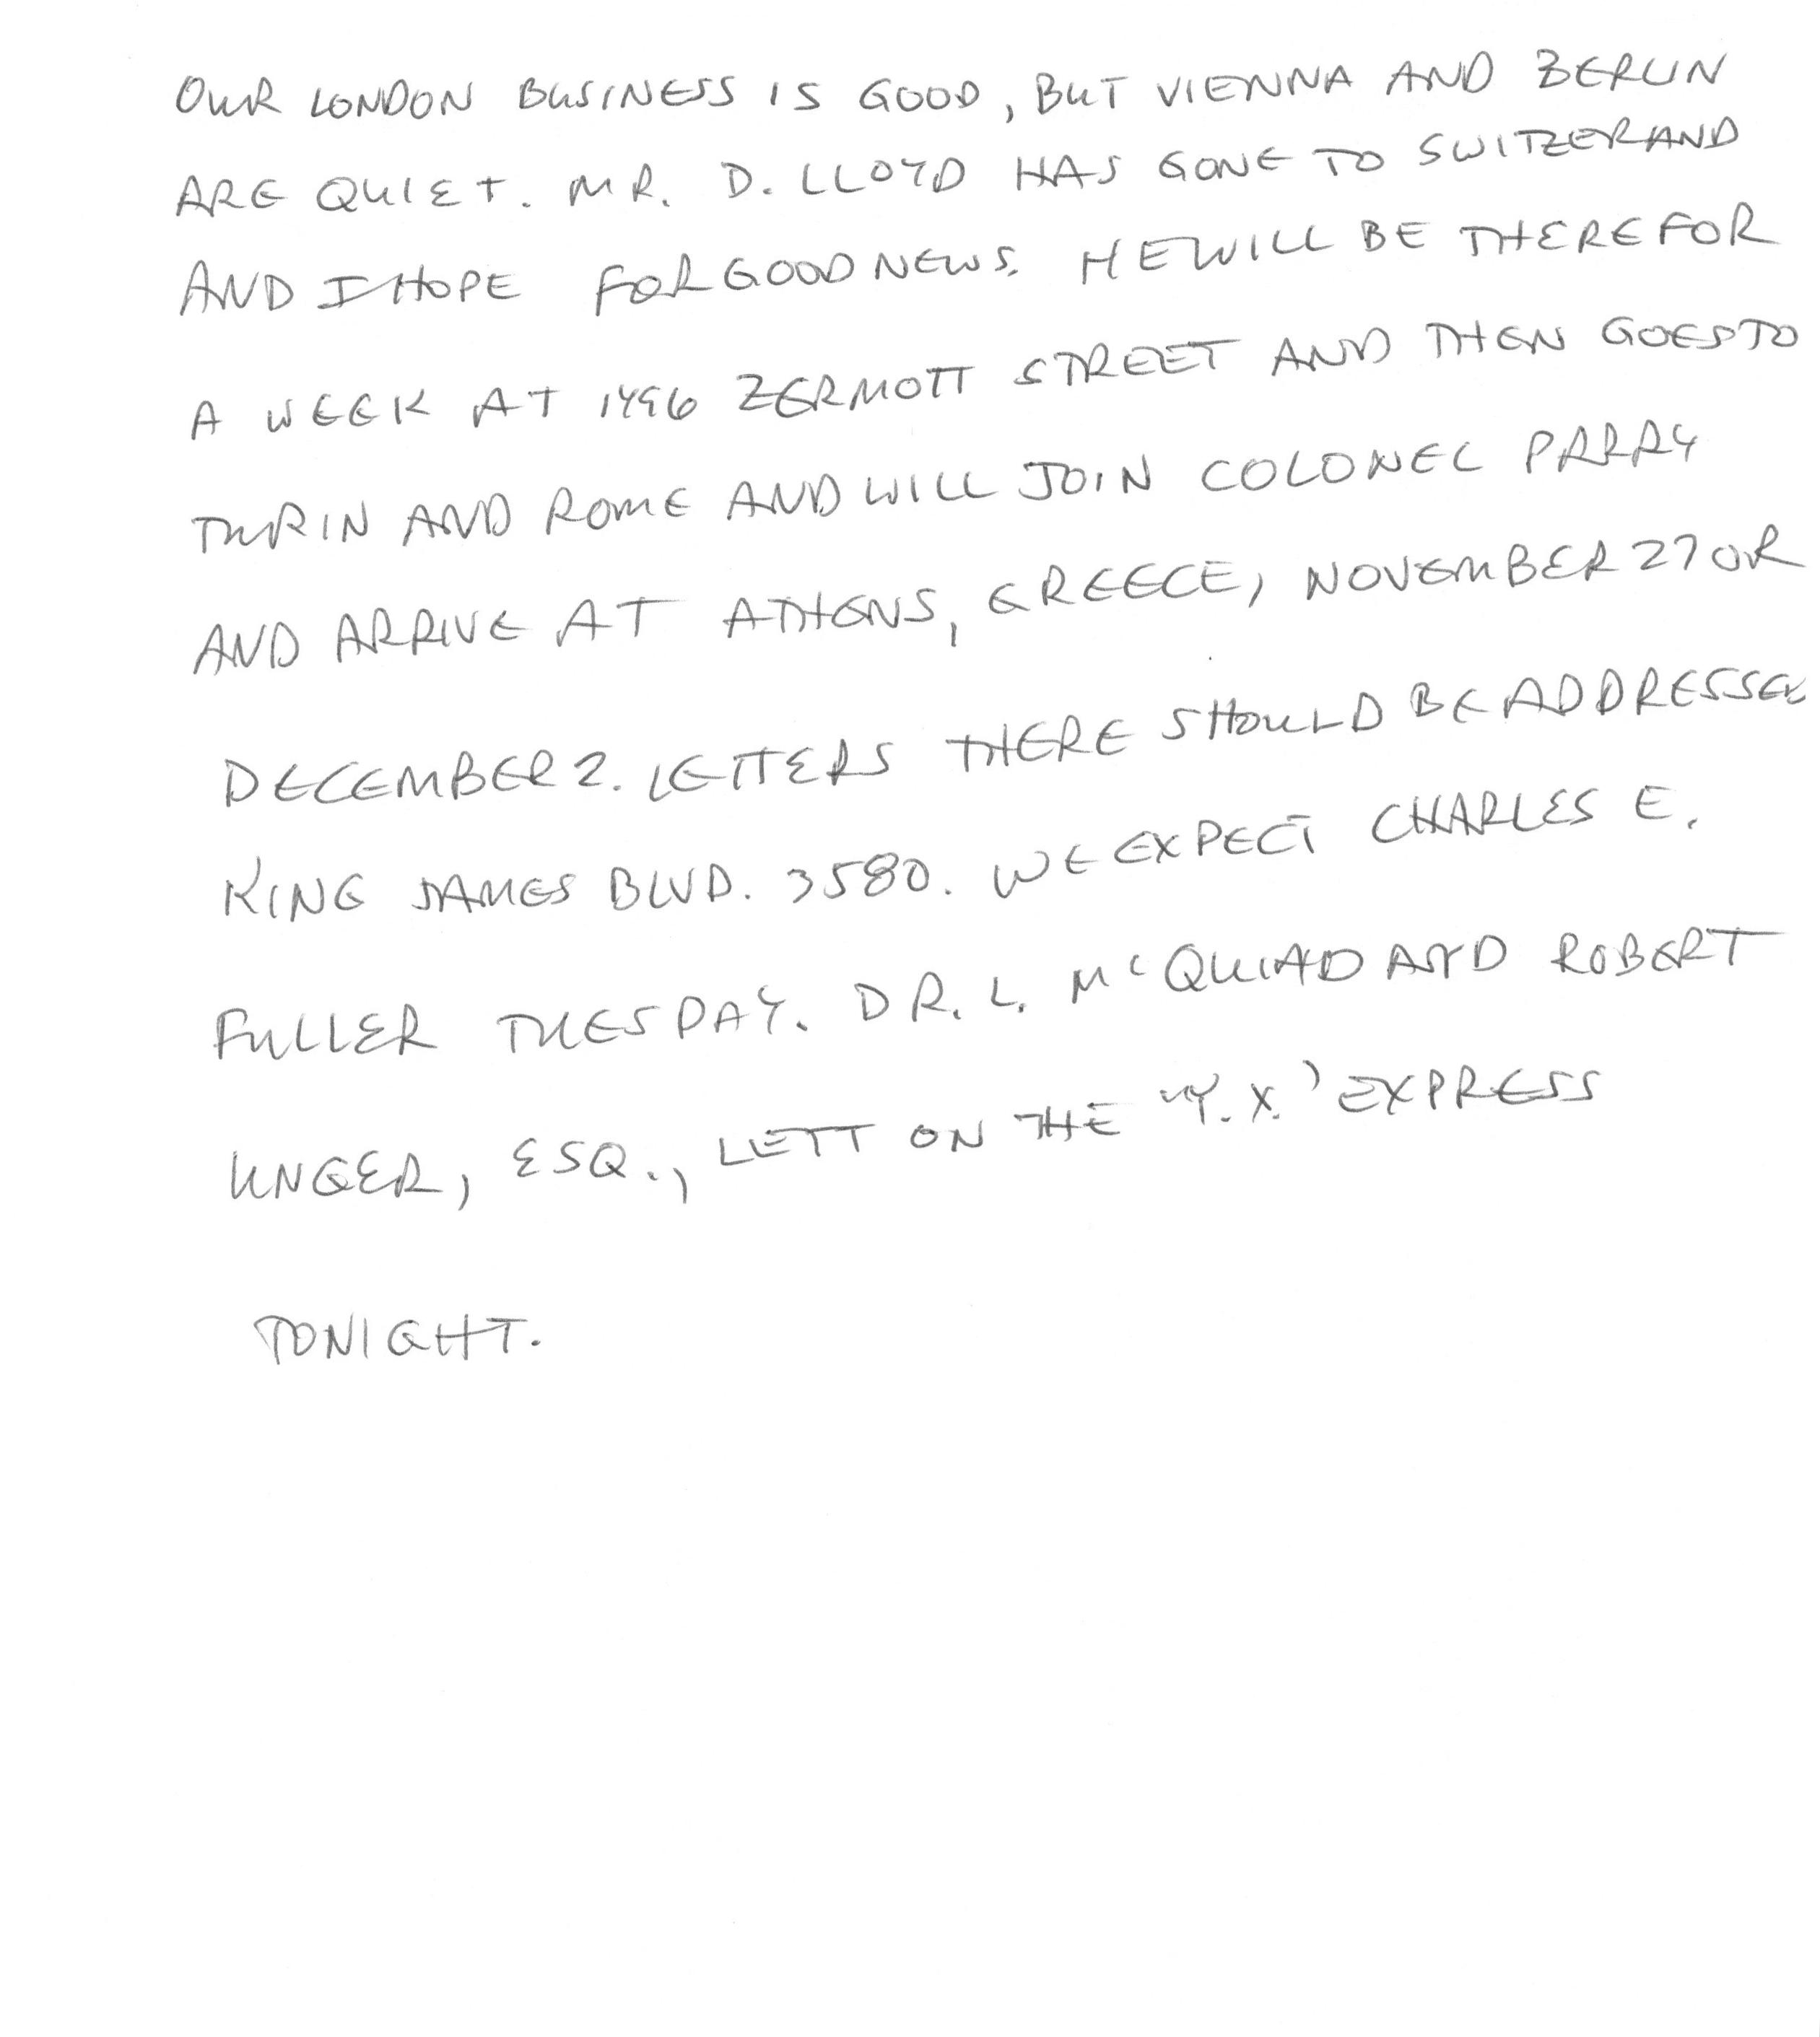 OUR LONDON BUSINESS IS GOOD, BUT VIENNA AND BERLIN
ARE QUIET. MR. D. LLOYD HAS GONE TO SWITZERAND
AND I HOPE FOR GOOD NEWS. HE WILL BE THERE FOR
A WEEK AT 1496 ZERMOTT STREET AND THEN GOES TO
TURIN AND ROME AND WILL JOIN COLONEL PARRY
AND ARRIVE AT ATHENS, GREECE, NOVEMBER 27 OR
DECEMBER 2. LETTERS THERE SHOULD BE ADDRESSED
KING JAMES BLVD. 3580. WE EXPECT CHARLES E.
FULLER TUESDAY. DR. L. McQUIAD AND ROBERT
UNGER, ESQ., LETT ON THE "Y.X.' EXPRESS
TONIGHT.